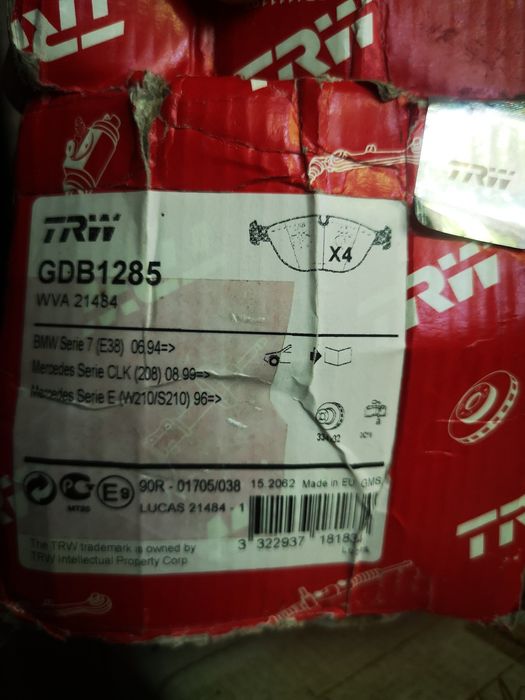 TRW
TRW
TRW
TRW
GDB1285
WVA 21484
X4
TRW
BMW Serie 7 (E38) 06.94=>
Mercedes Serie CLK (208) 08.99=>
Mercedes Serie E (W210/S210) 96=>
E9
90R - 01705/038 15.2062 Made in EU GMS
LUCAS 21484 - 1
MT25
3 322937 18183
The TRW trademark is owned by
TRW Intellectual Property Corp